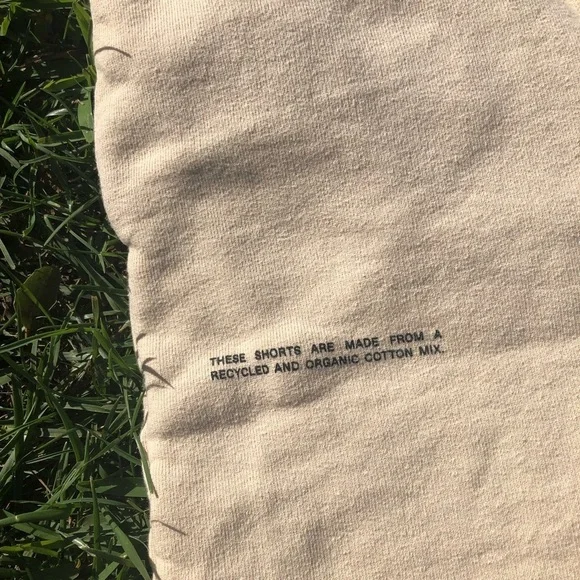 THESE SHORTS ARE MADE FROM A
RECYCLED AND ORGANIC COTTON MIX.